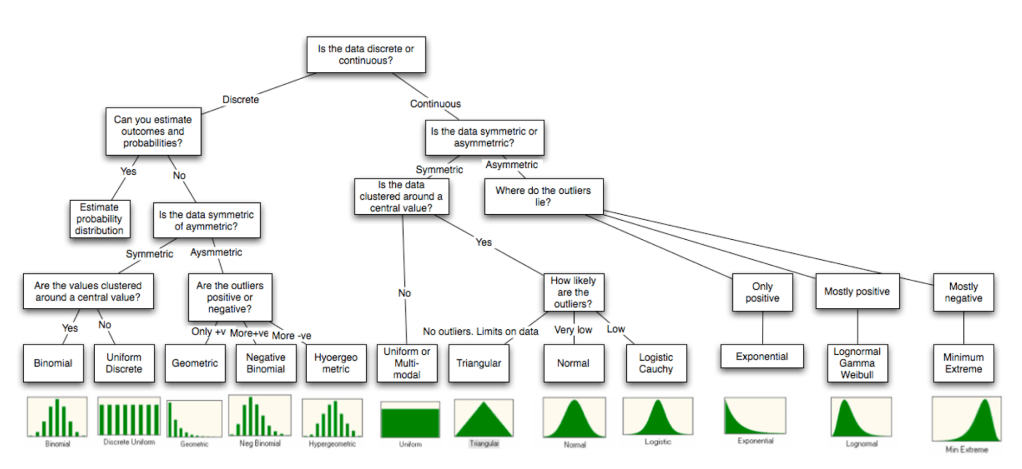 Is the data discrete or
continuous?
Discrete
Continuous
Can you estimate
outcomes and
probabilities?
Is the data symmetric or
asymmetrric?
Yes
No
Symmetric
Asymmetric
Estimate
probability
distribution
Is the data symmetric
of aymmetric?
Is the data
clustered around a
central value?
Where do the outliers
lie?
Symmetric
Aysmmetric
Yes
No
Are the values clustered
around a central value?
Are the outliers
positive or
negative?
How likely
are the
outliers?
Only
positive
Mostly positive
Mostly
negative
Yes
No
Only +v
More+ve
More -ve
No outliers. Limits on data
Very low
Low
Binomial
Uniform
Discrete
Geometric
Negative
Binomial
Hyoergeo
metric
Uniform or
Multi-
modal
Triangular
Normal
Logistic
Cauchy
Exponential
Lognormal
Gamma
Weibull
Minimum
Extreme
Binomial
Discrete Uniform
Geometric
Neg Binomial
Hypergeometric
Uniform
Triangular
Normal
Logistic
Exponential
Lognormal
Min Extreme